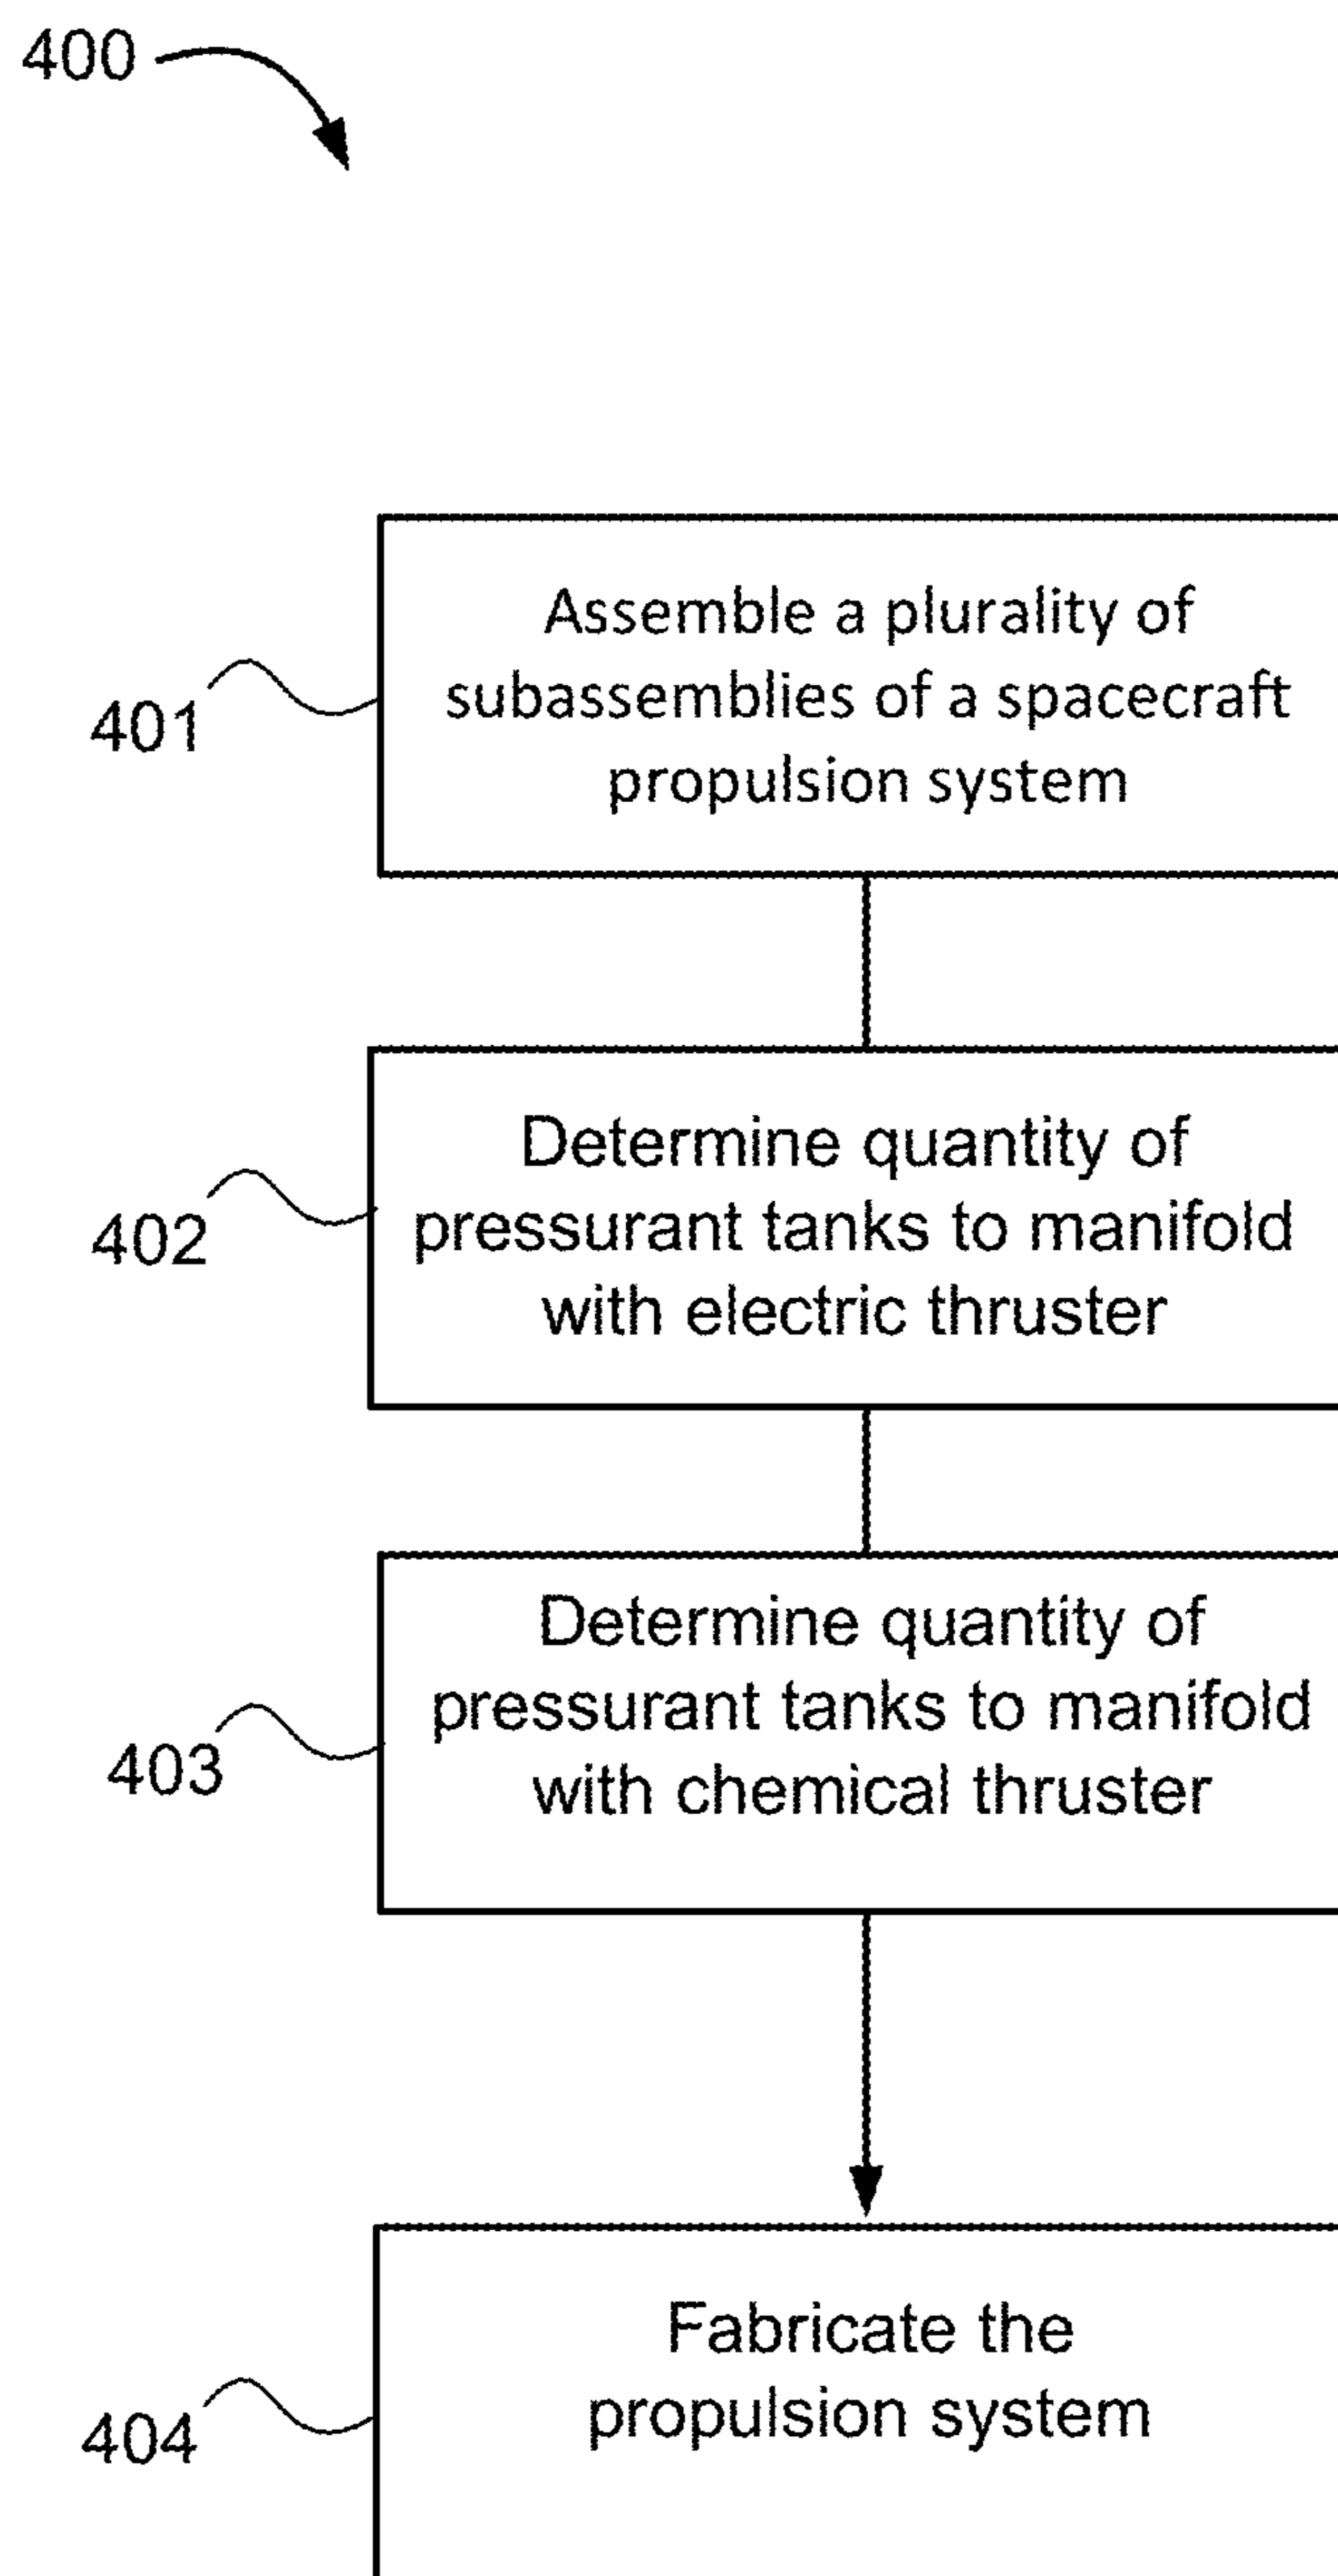 400
401
Assemble a plurality of
subassemblies of a spacecraft
propulsion system
402
Determine quantity of
pressurant tanks to manifold
with electric thruster
403
Determine quantity of
pressurant tanks to manifold
with chemical thruster
404
Fabricate the
propulsion system